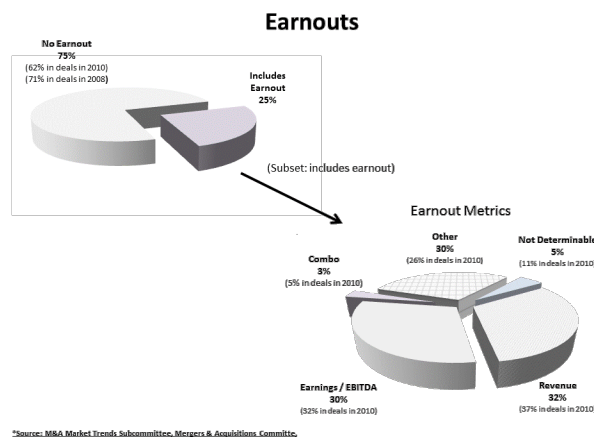 Earnouts
No Earnout
75%
(62% in deals in 2010)
(71% in deals in 2008)
Includes
Earnout
25%
(Subset: includes earnout)
Earnout Metrics
Other
30%
(26% in deals in 2010)
Not Determinable
5%
(11% in deals in 2010)
Combo
3%
(5% in deals in 2010)
Earnings / EBITDA
30%
(32% in deals in 2010)
Revenue
32%
(37% in deals in 2010)
*Source: M&A Market Trends Subcommittee, Mergers & Acquisitions Committe,